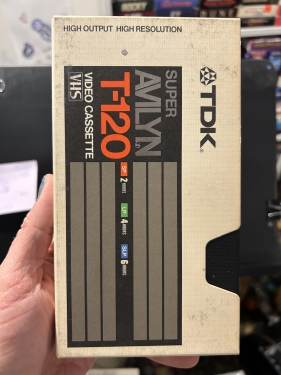 HIGH OUTPUT HIGH RESOLUTION
TDK
SUPER
AVILYN
T-120
VIDEO CASSETTE
VHS
SP 2 HOURS
LP 4 HOURS
SLP 6 HOURS
ROCKY